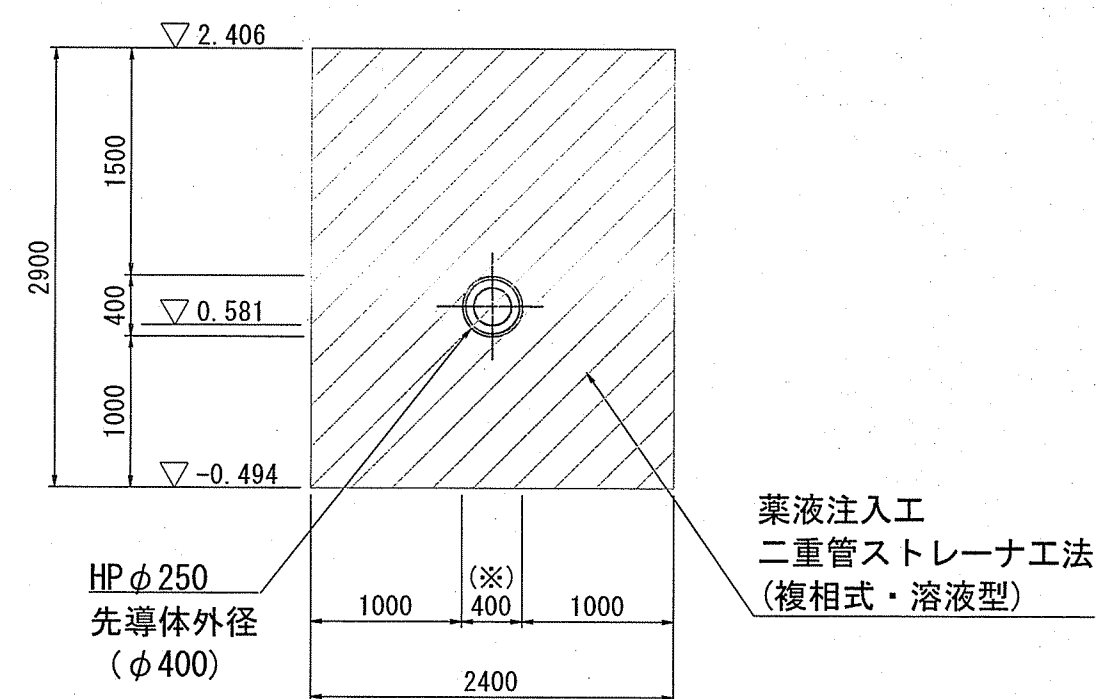 ▽ 2.406
1500
2900
400
▽ 0.581
1000
▽ -0.494
HPφ250
先導体外径
(φ400)
(※)
1000
400
1000
2400
薬液注入工
二重管ストレーナ工法
(複相式・溶液型)